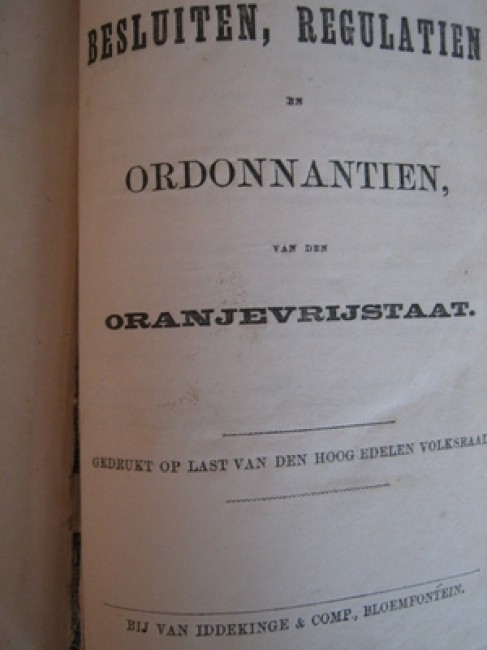 BESLUITEN, REGULATIEN
EN
ORDONNANTIEN,
VAN DEN
ORANJEVRIJSTAAT.
GEDRUKT OP LAST VAN DEN HOOG EDELEN VOLKSRAAD
BIJ VAN IDDEKINGE & COMP., BLOEMFONTEIN.